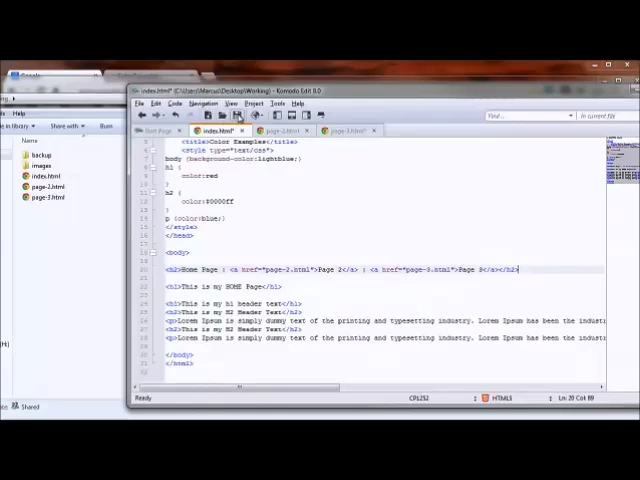 Google
index.html* (C:\Users\Marcus\Desktop\Working) - Komodo Edit 8.0
File Edit Code Navigation View Project Tools Help
Find...
in current file
Start Page
index.html*
page-2.html
page-3.html*
Help
in library
Share with
Burn
Name
backup
images
index.html
page-2.html
page-3.html
Shared
<title>Color Examples</title>
<style type="text/css">
body {background-color:lightblue;}
h1 {
color:red
}
h2 {
color:#0000ff
}
p {color:blue;}
</style>
</head>
<body>
<h2>Home Page | <a href="page-2.html">Page 2</a> | <a href="page-3.html">Page 3</a></h2>
<h1>This is my HOME Page</h1>
<h1>This is my h1 header text</h1>
<h2>This is my H2 Header Text</h2>
<p>Lorem Ipsum is simply dummy text of the printing and typesetting industry. Lorem Ipsum has been the indust
<h2>This is my H2 Header Text</h2>
<p>Lorem Ipsum is simply dummy text of the printing and typesetting industry. Lorem Ipsum has been the indust
</body>
</html>
Ready
CP1252
HTML5
Ln: 20 Col: 89